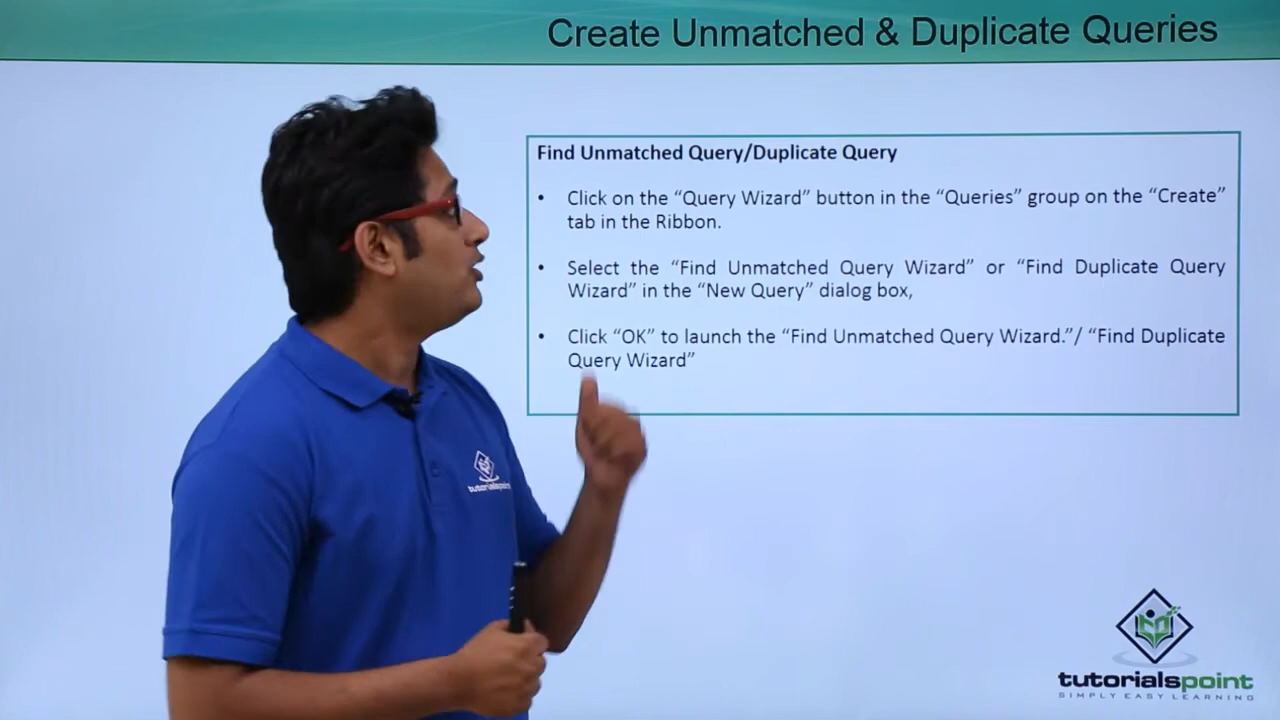 Create Unmatched & Duplicate Queries
Find Unmatched Query/Duplicate Query
• Click on the “Query Wizard” button in the “Queries” group on the “Create”
tab in the Ribbon.
• Select the “Find Unmatched Query Wizard” or “Find Duplicate Query
Wizard” in the “New Query” dialog box,
• Click “OK” to launch the “Find Unmatched Query Wizard.”/ “Find Duplicate
Query Wizard”
tutorialspoint
tutorialspoint
SIMPLY EASY LEARNING